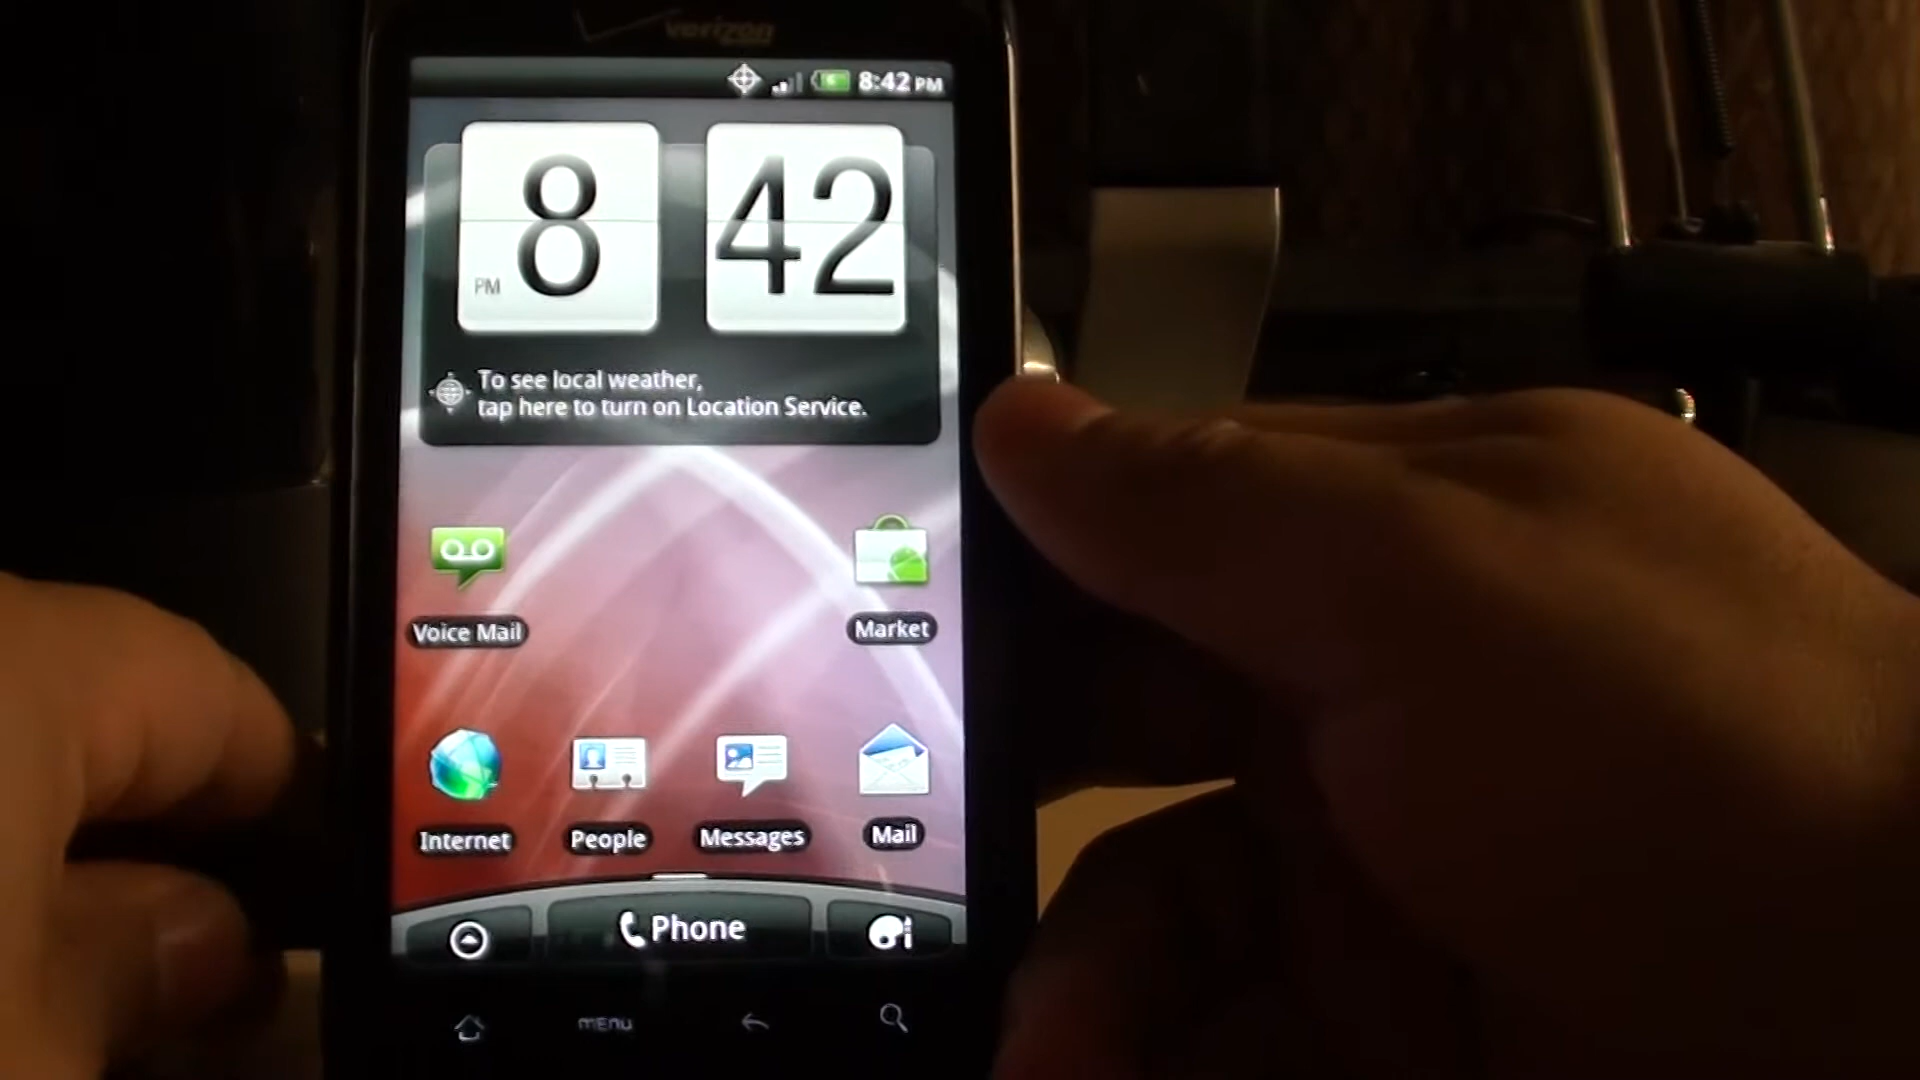 verizon
8:42 PM
PM 8 42
To see local weather,
tap here to turn on Location Service.
Voice Mail
Market
Internet
People
Messages
Mail
Phone
menu